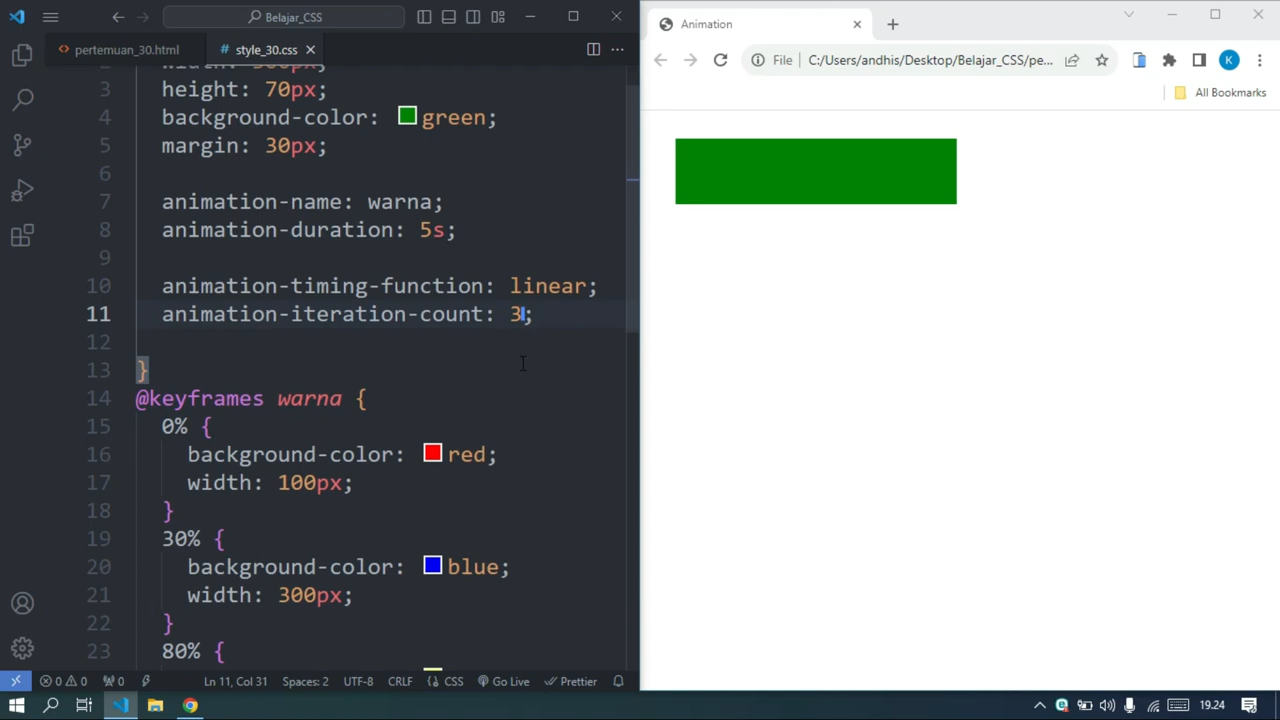 Belajar_CSS
pertemuan_30.html
# style_30.css
3 height: 70px;
4 background-color: green;
5 margin: 30px;
6
7 animation-name: warna;
8 animation-duration: 5s;
9
10 animation-timing-function: linear;
11 animation-iteration-count: 3;
12
13 }
14 @keyframes warna {
15 0% {
16 background-color: red;
17 width: 100px;
18 }
19 30% {
20 background-color: blue;
21 width: 300px;
22 }
23 80% {
0 0 0 Ln 11, Col 31 Spaces: 2 UTF-8 CRLF {} CSS Go Live Prettier
Animation
File C:/Users/andhis/Desktop/Belajar_CSS/pe... K
All Bookmarks
19.24